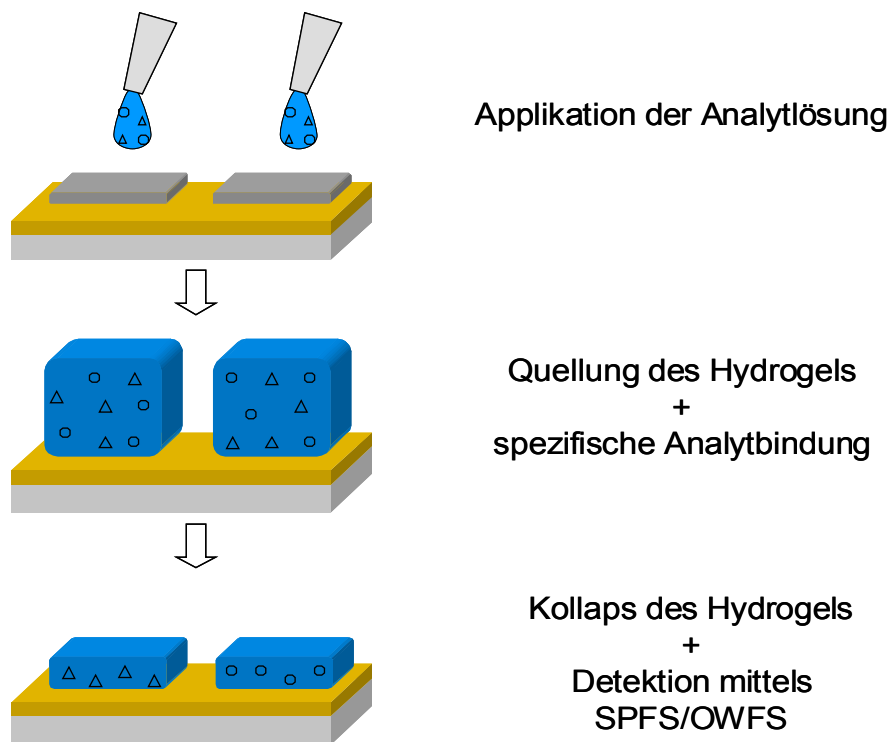 Applikation der Analytlösung
Quellung des Hydrogels
+
spezifische Analytbindung
Kollaps des Hydrogels
+
Detektion mittels
SPFS/OWFS